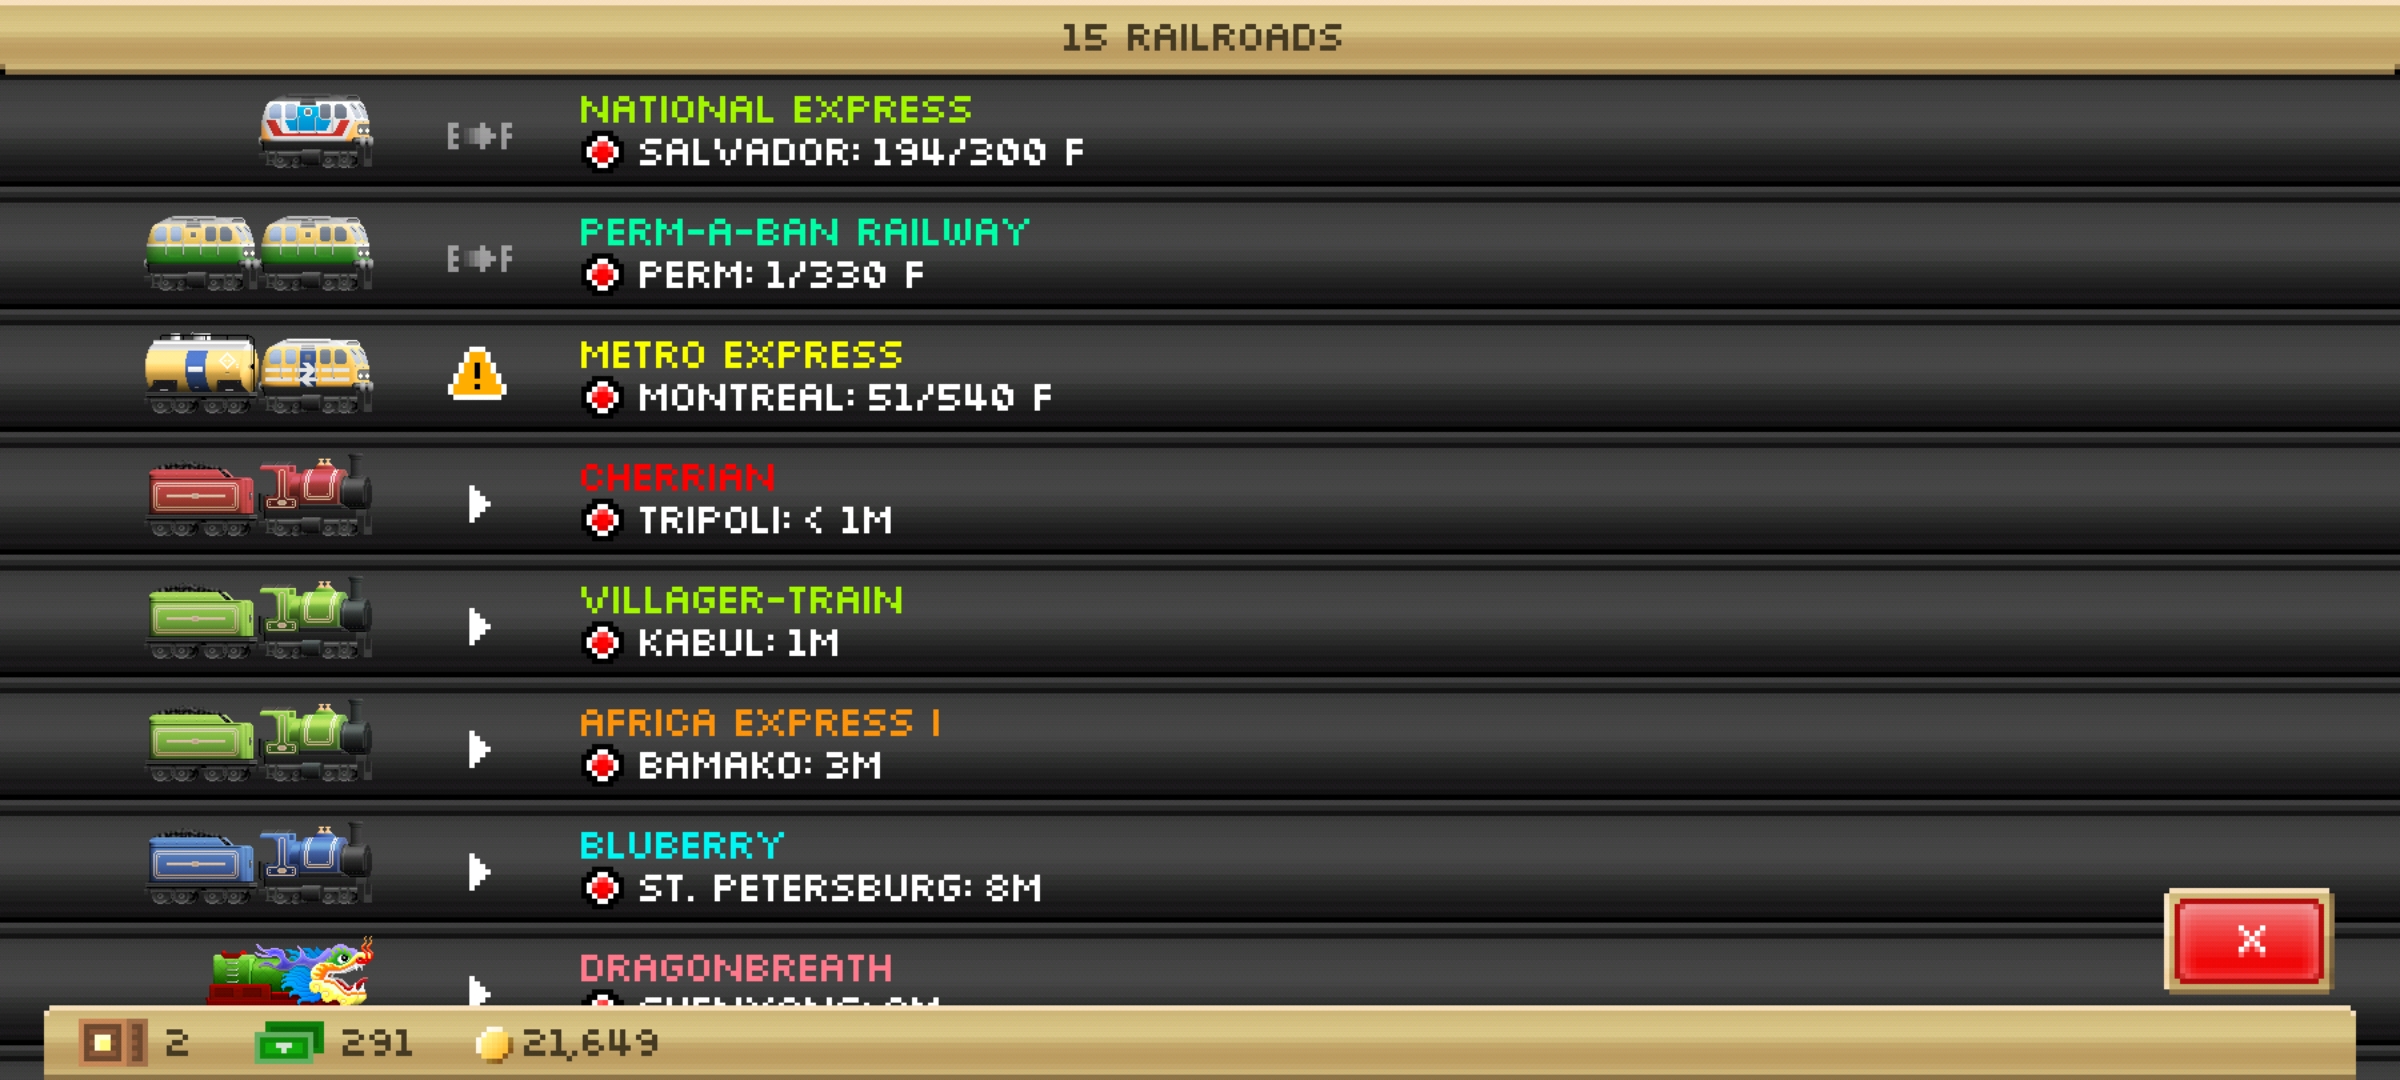 15 RAILROADS
NATIONAL EXPRESS
E F
SALVADOR: 194/300 F
PERM-A-BAN RAILWAY
E F
PERM: 1/330 F
METRO EXPRESS
!
MONTREAL: 51/540 F
CHERRIAN
TRIPOLI: < 1M
VILLAGER-TRAIN
KABUL: 1M
AFRICA EXPRESS I
BAMAKO: 3M
BLUBERRY
ST. PETERSBURG: 8M
DRAGONBREATH
X
2 291 21,649